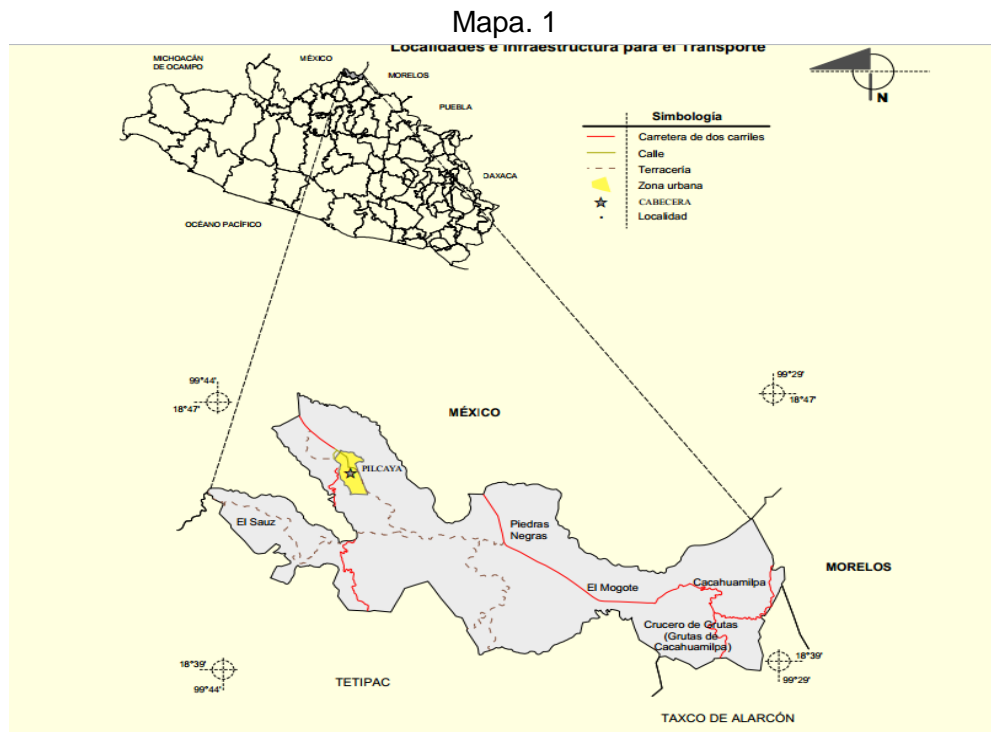 Mapa. 1
Localidades e Infraestructura para el Transporte
MICHOACÁN
DE OCAMPO
MÉXICO
MORELOS
PUEBLA
OAXACA
OCÉANO PACÍFICO
N
Simbología
Carretera de dos carriles
Calle
Terracería
Zona urbana
CABECERA
Localidad
99°44'
18°47'
99°29'
18°47'
MÉXICO
PILCAYA
El Sauz
Piedras
Negras
El Mogote
Cacahuamilpa
MORELOS
Crucero de Grutas
(Grutas de
Cacahuamilpa)
18°39'
99°44'
18°39'
99°29'
TETIPAC
TAXCO DE ALARCÓN